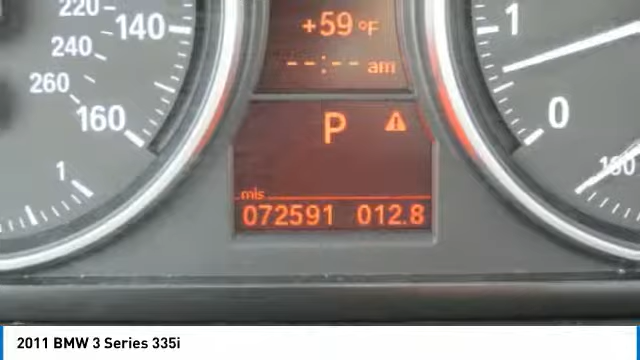 220
140
240
260
160
1
+59 °F
--:-- am
P
mls
072591 012.8
1
0
180
2011 BMW 3 Series 335i